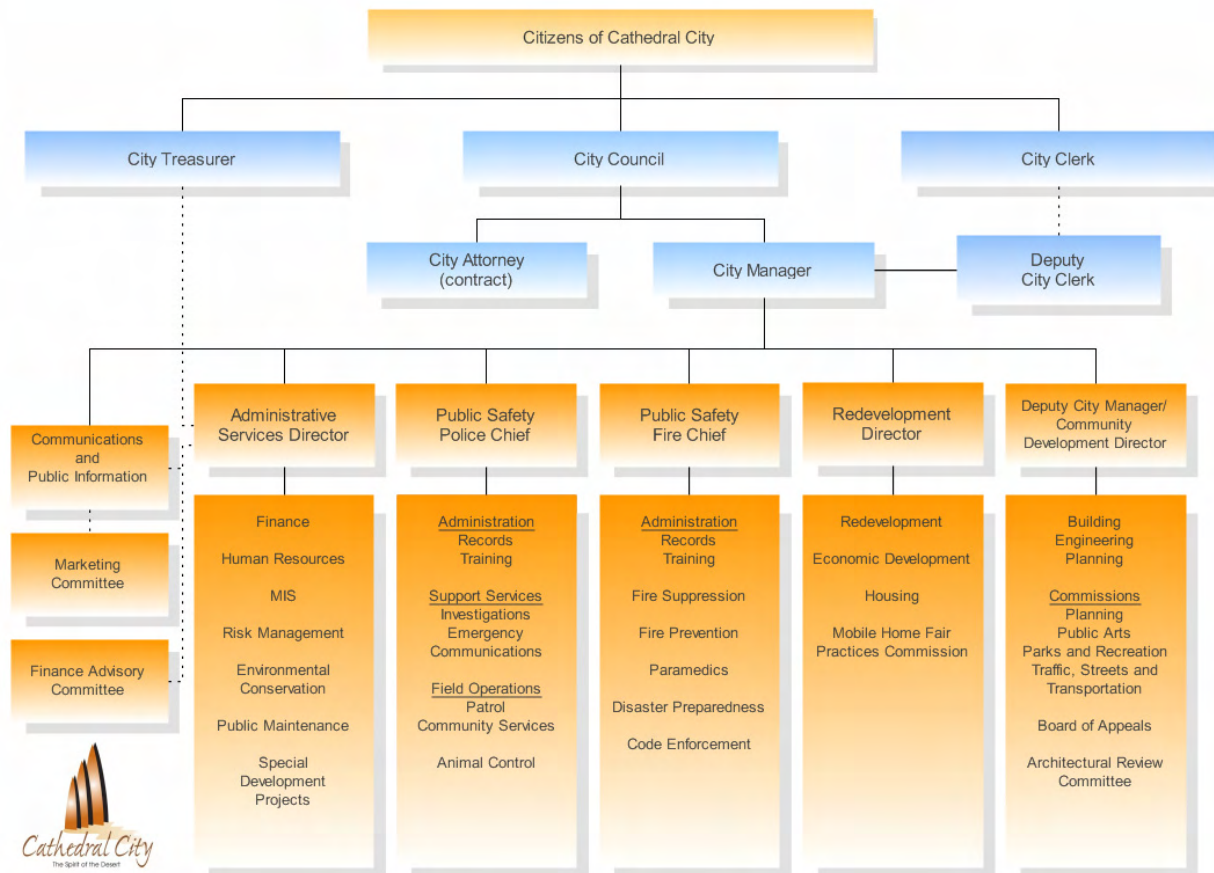 Citizens of Cathedral City
City Treasurer
City Council
City Clerk
City Attorney
(contract)
City Manager
Deputy
City Clerk
Communications
and
Public Information
Administrative
Services Director
Public Safety
Police Chief
Public Safety
Fire Chief
Redevelopment
Director
Deputy City Manager/
Community
Development Director
Marketing
Committee
Finance Advisory
Committee
Finance
Human Resources
MIS
Risk Management
Environmental
Conservation
Public Maintenance
Special
Development
Projects
Administration
Records
Training
Support Services
Investigations
Emergency
Communications
Field Operations
Patrol
Community Services
Animal Control
Administration
Records
Training
Fire Suppression
Fire Prevention
Paramedics
Disaster Preparedness
Code Enforcement
Redevelopment
Economic Development
Housing
Mobile Home Fair
Practices Commission
Building
Engineering
Planning
Commissions
Planning
Public Arts
Parks and Recreation
Traffic, Streets and
Transportation
Board of Appeals
Architectural Review
Committee
Cathedral City
The Spirit of the Desert